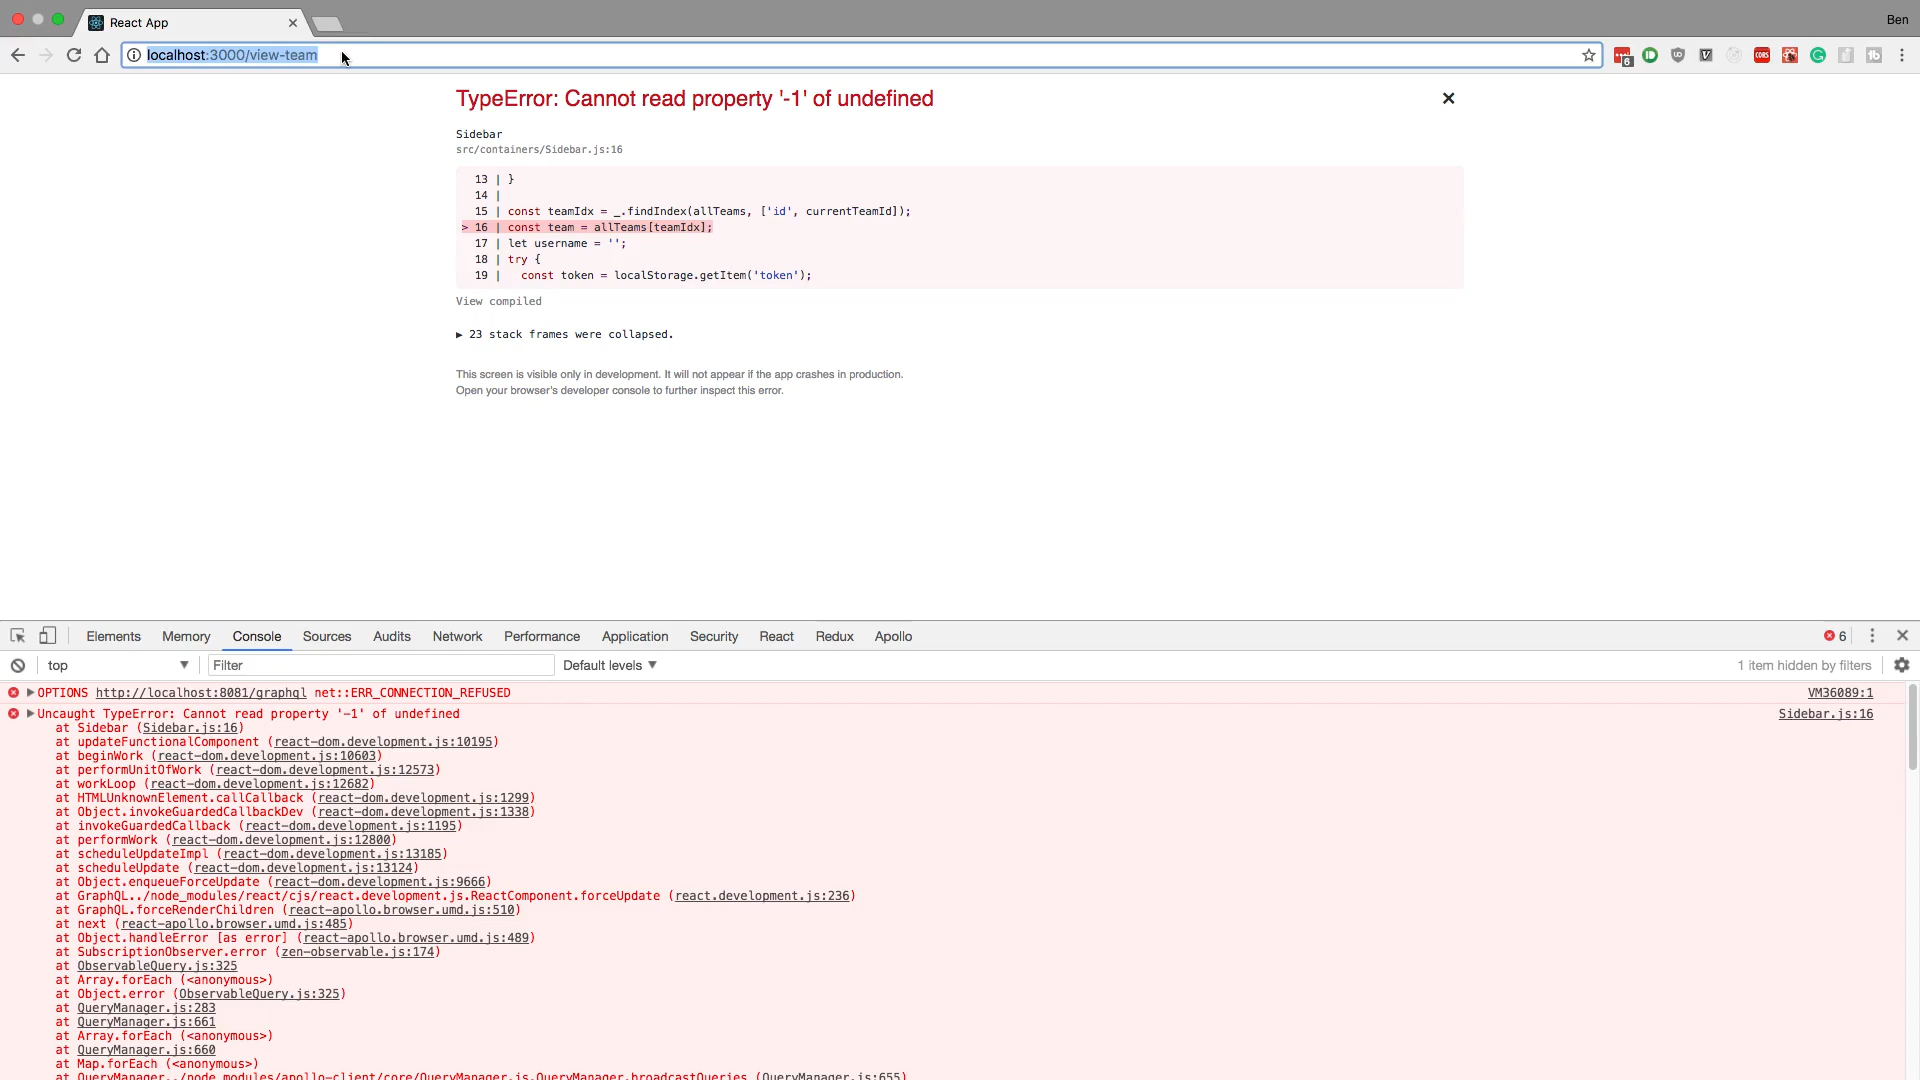 React App
Ben
localhost:3000/view-team
6
CORS
TypeError: Cannot read property '-1' of undefined
Sidebar
src/containers/Sidebar.js:16
13 | }
14 |
15 | const teamIdx = _.findIndex(allTeams, ['id', currentTeamId]);
> 16 | const team = allTeams[teamIdx];
17 | let username = '';
18 | try {
19 |   const token = localStorage.getItem('token');
View compiled
▶ 23 stack frames were collapsed.
This screen is visible only in development. It will not appear if the app crashes in production.
Open your browser's developer console to further inspect this error.
Elements Memory Console Sources Audits Network Performance Application Security React Redux Apollo 6
top Filter Default levels 1 item hidden by filters
OPTIONS http://localhost:8081/graphql net::ERR_CONNECTION_REFUSED VM36089:1
Uncaught TypeError: Cannot read property '-1' of undefined Sidebar.js:16
at Sidebar (Sidebar.js:16)
at updateFunctionalComponent (react-dom.development.js:10195)
at beginWork (react-dom.development.js:10603)
at performUnitOfWork (react-dom.development.js:12573)
at workLoop (react-dom.development.js:12682)
at HTMLUnknownElement.callCallback (react-dom.development.js:1299)
at Object.invokeGuardedCallbackDev (react-dom.development.js:1338)
at invokeGuardedCallback (react-dom.development.js:1195)
at performWork (react-dom.development.js:12800)
at scheduleUpdateImpl (react-dom.development.js:13185)
at scheduleUpdate (react-dom.development.js:13124)
at Object.enqueueForceUpdate (react-dom.development.js:9666)
at GraphQL../node_modules/react/cjs/react.development.js.ReactComponent.forceUpdate (react.development.js:236)
at GraphQL.forceRenderChildren (react-apollo.browser.umd.js:510)
at next (react-apollo.browser.umd.js:485)
at Object.handleError [as error] (react-apollo.browser.umd.js:489)
at SubscriptionObserver.error (zen-observable.js:174)
at ObservableQuery.js:325
at Array.forEach (<anonymous>)
at Object.error (ObservableQuery.js:325)
at QueryManager.js:283
at QueryManager.js:661
at Array.forEach (<anonymous>)
at QueryManager.js:660
at Map.forEach (<anonymous>)
at QueryManager../node_modules/apollo-client/core/QueryManager.js.QueryManager.broadcastQueries (QueryManager.js:655)